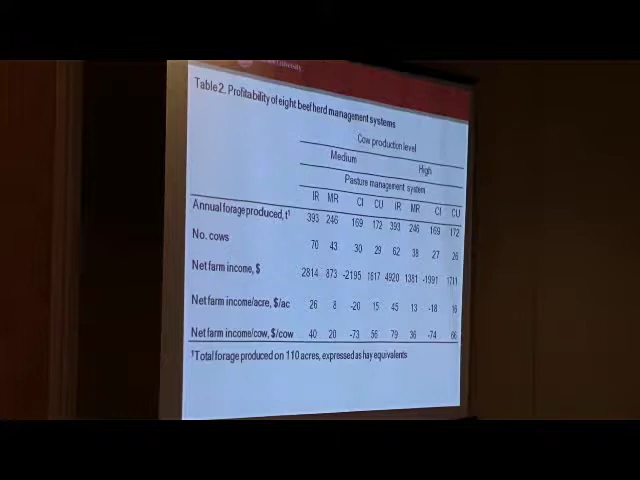 Table 2. Profitability of eight beef herd management systems
Cow production level
Medium High
Pasture management system
IR MR CI CU IR MR CI CU
Annual forage produced, t¹ 393 246 169 172 393 246 169 172
No. cows 70 43 30 29 62 38 27 26
Net farm income, $ 2814 873 -2195 1617 4920 1381 -1991 1711
Net farm income/acre, $/ac 26 8 -20 15 45 13 -18 16
Net farm income/cow, $/cow 40 20 -73 56 79 36 -74 66
¹Total forage produced on 110 acres, expressed as hay equivalents